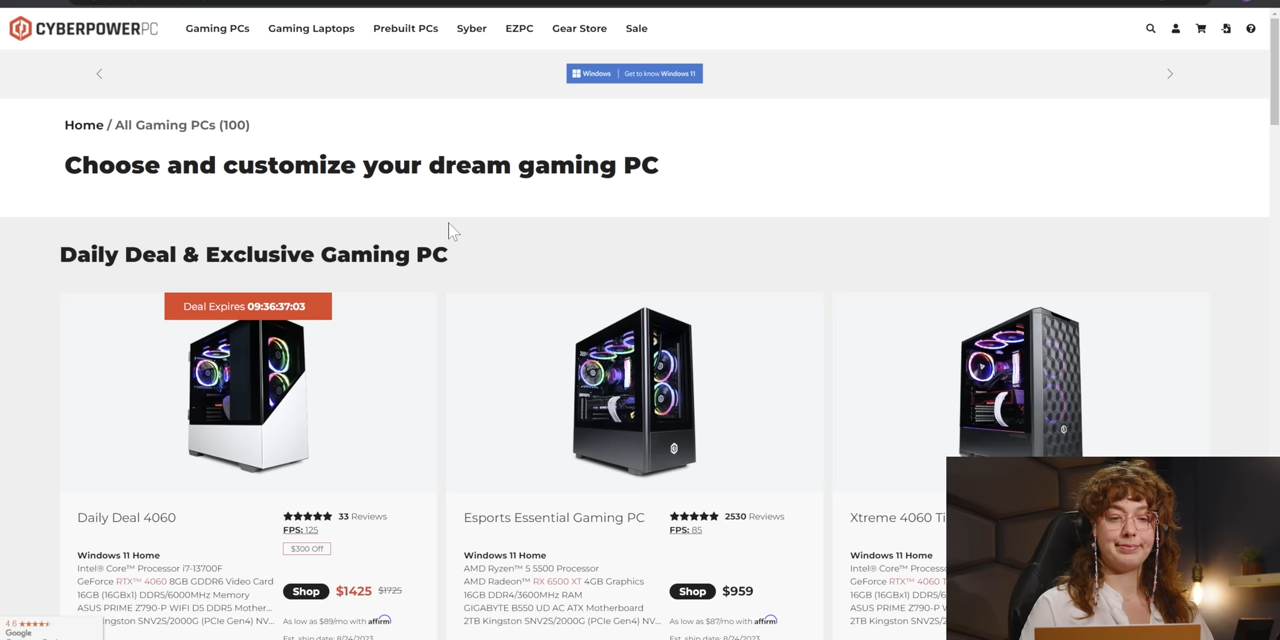 CYBERPOWERPC
Gaming PCs
Gaming Laptops
Prebuilt PCs
Syber
EZPC
Gear Store
Sale
Windows | Get to know Windows 11
Home / All Gaming PCs (100)
Choose and customize your dream gaming PC
Daily Deal & Exclusive Gaming PC
Deal Expires 09:36:37:03
Daily Deal 4060
33 Reviews
FPS: 125
$300 Off
Windows 11 Home
Intel® Core™ Processor i7-13700F
GeForce RTX™ 4060 8GB GDDR6 Video Card
16GB (16GBx1) DDR5/6000MHz Memory
ASUS PRIME Z790-P WIFI D5 DDR5 Mother...
ngston SNV2S/2000G (PCIe Gen4) NV...
Shop $1425 $1725
As low as $89/mo with affirm
Est. ship date: 8/24/2023
Esports Essential Gaming PC
2530 Reviews
FPS: 85
Windows 11 Home
AMD Ryzen™ 5 5500 Processor
AMD Radeon™ RX 6500 XT 4GB Graphics
16GB DDR4/3600MHz RAM
GIGABYTE B550 UD AC ATX Motherboard
2TB Kingston SNV2S/2000G (PCIe Gen4) N...
Shop $959
As low as $87/mo with affirm
Est. ship date: 8/24/2023
Xtreme 4060 Ti
Windows 11 Home
Intel® Core™ Proces
GeForce RTX™ 4060 T
16GB (16GBx1) DDR5/
ASUS PRIME Z790-P W
2TB Kingston SNV2S/2
4.6
Google